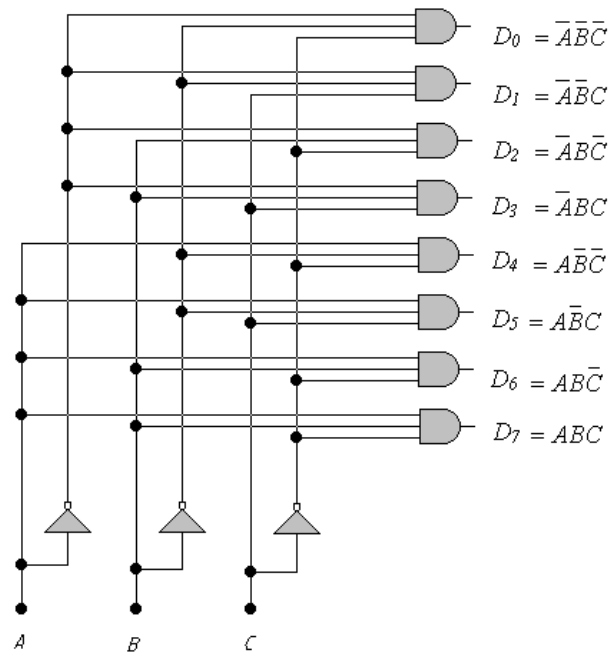 D₀ = A̅B̅C̅
D₁ = A̅B̅C
D₂ = A̅BC̅
D₃ = A̅BC
D₄ = AB̅C̅
D₅ = AB̅C
D₆ = ABC̅
D₇ = ABC
A B C